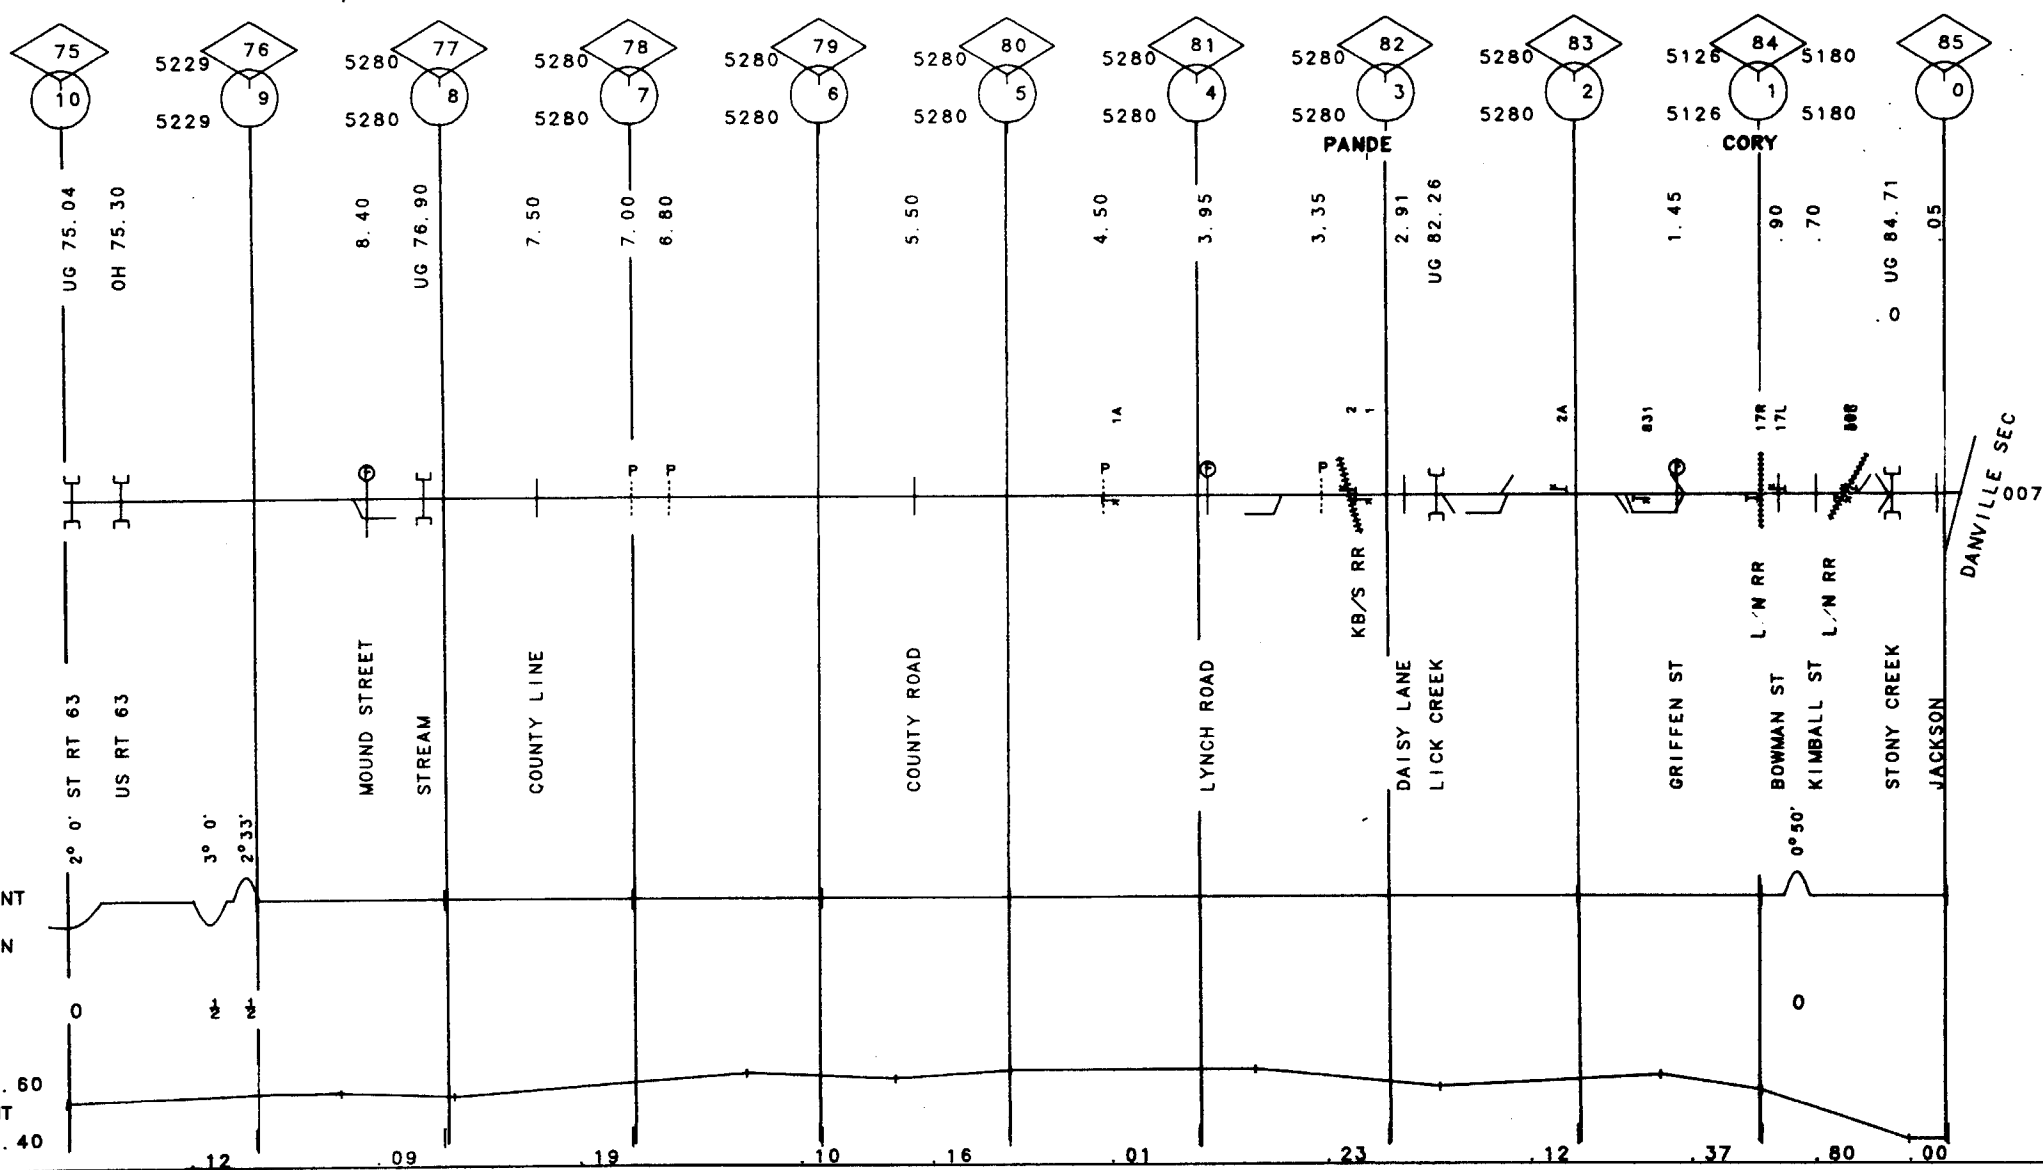 75 76 77 78 79 80 81 82 83 84 85
5229 5280 5280 5280 5280 5280 5280 5280 5126 5180
10 9 8 7 6 5 4 3 2 1 0
5229 5280 5280 5280 5280 5280 5280 5280 5126 5180
PANDE CORY
UG 75.04
OH 75.30
8.40
UG 76.90
7.50
7.00
6.80
5.50
4.50
3.95
3.35
2.91
UG 82.26
1.45
.90
.70
O UG 84.71
.05
1A
2
1
2A
831
17R
17L
P P P P
DANVILLE SEC
007
KB/S RR
L/N RR
L/N RR
ST RT 63
US RT 63
MOUND STREET
STREAM
COUNTY LINE
COUNTY ROAD
LYNCH ROAD
DAISY LANE
LICK CREEK
GRIFFEN ST
BOWMAN ST
KIMBALL ST
STONY CREEK
JACKSON
2° 0'
3° 0'
2°33'
0°50'
NT
N
0 ½ ½ 0
.60
T
.40
.12 .09 .19 .10 .16 .01 .23 .12 .37 .80 .00